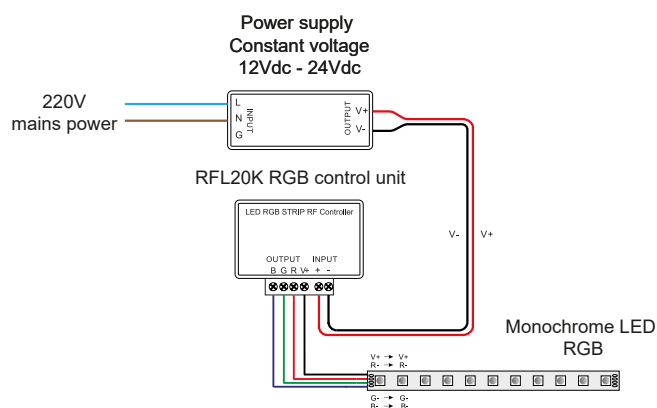 Power supply
Constant voltage
12Vdc - 24Vdc
220V
mains power
L
N
G
INPUT
OUTPUT
V+
V-
RFL20K RGB control unit
LED RGB STRIP RF Controller
OUTPUT INPUT
B G R V+ + -
V- V+
Monochrome LED
RGB
V+ → V+
R- → R-
G- → G-
B- → B-